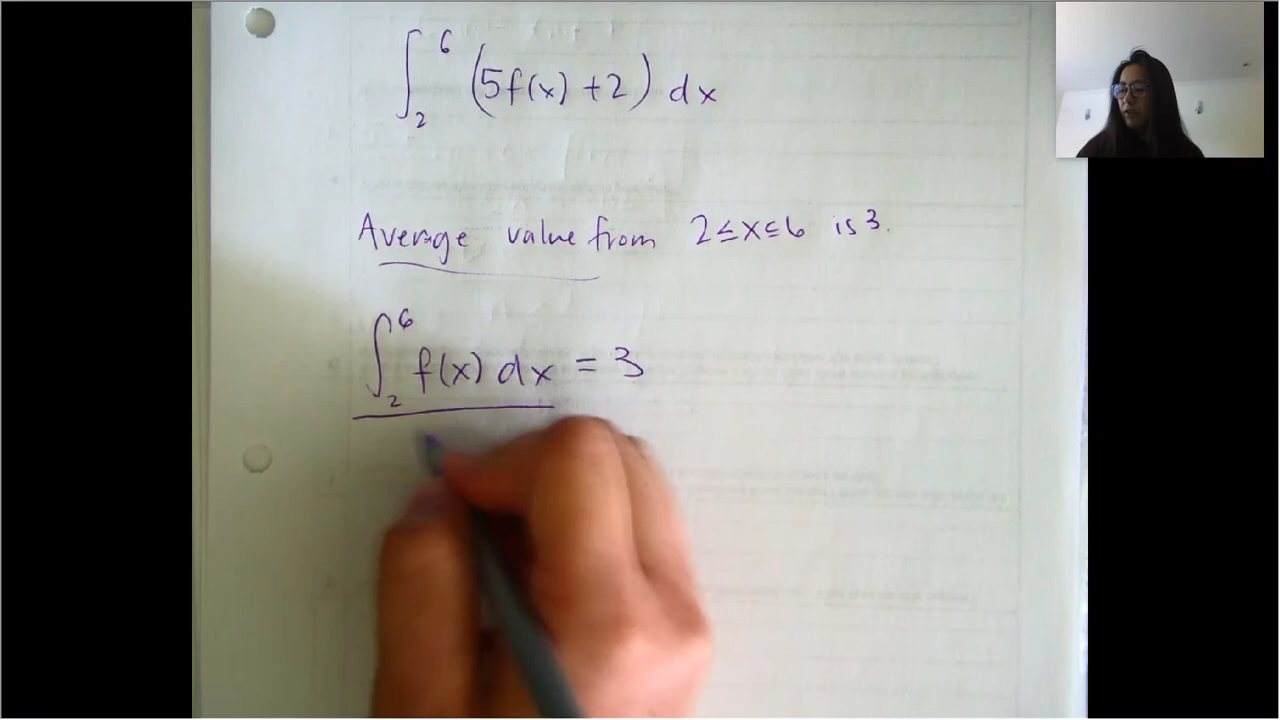 ∫₂⁶ (5f(x) + 2) dx
Average value from 2≤x≤6 is 3.
∫₂⁶ f(x) dx = 3